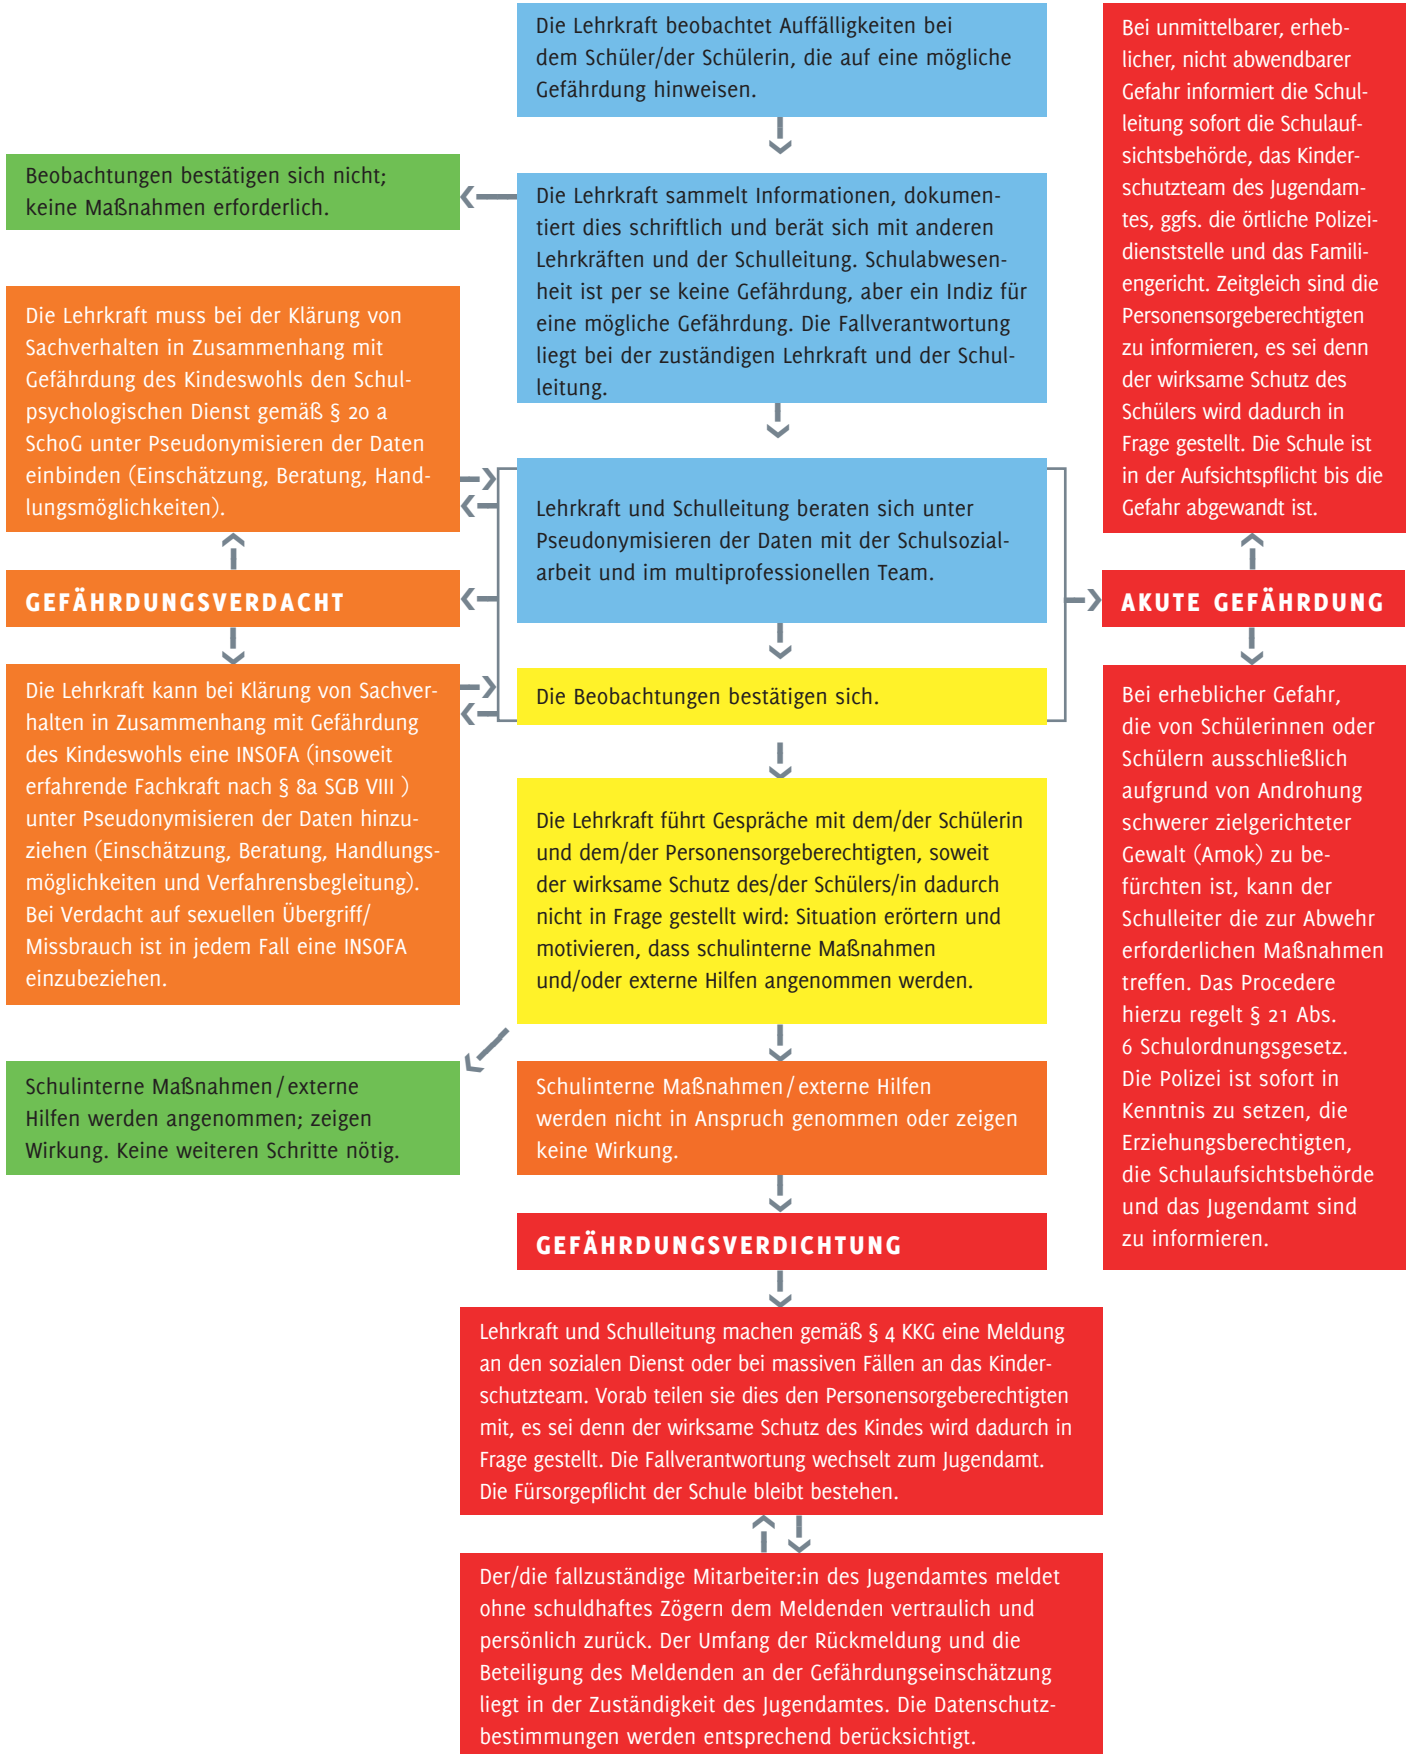 Die Lehrkraft beobachtet Auffälligkeiten bei
dem Schüler/der Schülerin, die auf eine mögliche
Gefährdung hinweisen.
Beobachtungen bestätigen sich nicht;
keine Maßnahmen erforderlich.
Die Lehrkraft sammelt Informationen, dokumen-
tiert dies schriftlich und berät sich mit anderen
Lehrkräften und der Schulleitung. Schulabwesen-
heit ist per se keine Gefährdung, aber ein Indiz für
eine mögliche Gefährdung. Die Fallverantwortung
liegt bei der zuständigen Lehrkraft und der Schul-
leitung.
Die Lehrkraft muss bei der Klärung von
Sachverhalten in Zusammenhang mit
Gefährdung des Kindeswohls den Schul-
psychologischen Dienst gemäß § 20 a
SchoG unter Pseudonymisieren der Daten
einbinden (Einschätzung, Beratung, Hand-
lungsmöglichkeiten).
Lehrkraft und Schulleitung beraten sich unter
Pseudonymisieren der Daten mit der Schulsozial-
arbeit und im multiprofessionellen Team.
GEFÄHRDUNGSVERDACHT
Die Lehrkraft kann bei Klärung von Sachver-
halten in Zusammenhang mit Gefährdung
des Kindeswohls eine INSOFA (insoweit
erfahrende Fachkraft nach § 8a SGB VIII )
unter Pseudonymisieren der Daten hinzu-
ziehen (Einschätzung, Beratung, Handlungs-
möglichkeiten und Verfahrensbegleitung).
Bei Verdacht auf sexuellen Übergriff/
Missbrauch ist in jedem Fall eine INSOFA
einzubeziehen.
Die Beobachtungen bestätigen sich.
Die Lehrkraft führt Gespräche mit dem/der Schülerin
und dem/der Personensorgeberechtigten, soweit
der wirksame Schutz des/der Schülers/in dadurch
nicht in Frage gestellt wird: Situation erörtern und
motivieren, dass schulinterne Maßnahmen
und/oder externe Hilfen angenommen werden.
Bei unmittelbarer, erheb-
licher, nicht abwendbarer
Gefahr informiert die Schul-
leitung sofort die Schulauf-
sichtsbehörde, das Kinder-
schutzteam des Jugendam-
tes, ggfs. die örtliche Polizei-
dienststelle und das Famili-
engericht. Zeitgleich sind die
Personensorgeberechtigten
zu informieren, es sei denn
der wirksame Schutz des
Schülers wird dadurch in
Frage gestellt. Die Schule ist
in der Aufsichtspflicht bis die
Gefahr abgewandt ist.
AKUTE GEFÄHRDUNG
Bei erheblicher Gefahr,
die von Schülerinnen oder
Schülern ausschließlich
aufgrund von Androhung
schwerer zielgerichteter
Gewalt (Amok) zu be-
fürchten ist, kann der
Schulleiter die zur Abwehr
erforderlichen Maßnahmen
treffen. Das Procedere
hierzu regelt § 21 Abs.
6 Schulordnungsgesetz.
Die Polizei ist sofort in
Kenntnis zu setzen, die
Erziehungsberechtigten,
die Schulaufsichtsbehörde
und das Jugendamt sind
zu informieren.
Schulinterne Maßnahmen / externe
Hilfen werden angenommen; zeigen
Wirkung. Keine weiteren Schritte nötig.
Schulinterne Maßnahmen / externe Hilfen
werden nicht in Anspruch genommen oder zeigen
keine Wirkung.
GEFÄHRDUNGSVERDICHTUNG
Lehrkraft und Schulleitung machen gemäß § 4 KKG eine Meldung
an den sozialen Dienst oder bei massiven Fällen an das Kinder-
schutzteam. Vorab teilen sie dies den Personensorgeberechtigten
mit, es sei denn der wirksame Schutz des Kindes wird dadurch in
Frage gestellt. Die Fallverantwortung wechselt zum Jugendamt.
Die Fürsorgepflicht der Schule bleibt bestehen.
Der/die fallzuständige Mitarbeiter:in des Jugendamtes meldet
ohne schuldhaftes Zögern dem Meldenden vertraulich und
persönlich zurück. Der Umfang der Rückmeldung und die
Beteiligung des Meldenden an der Gefährdungseinschätzung
liegt in der Zuständigkeit des Jugendamtes. Die Datenschutz-
bestimmungen werden entsprechend berücksichtigt.